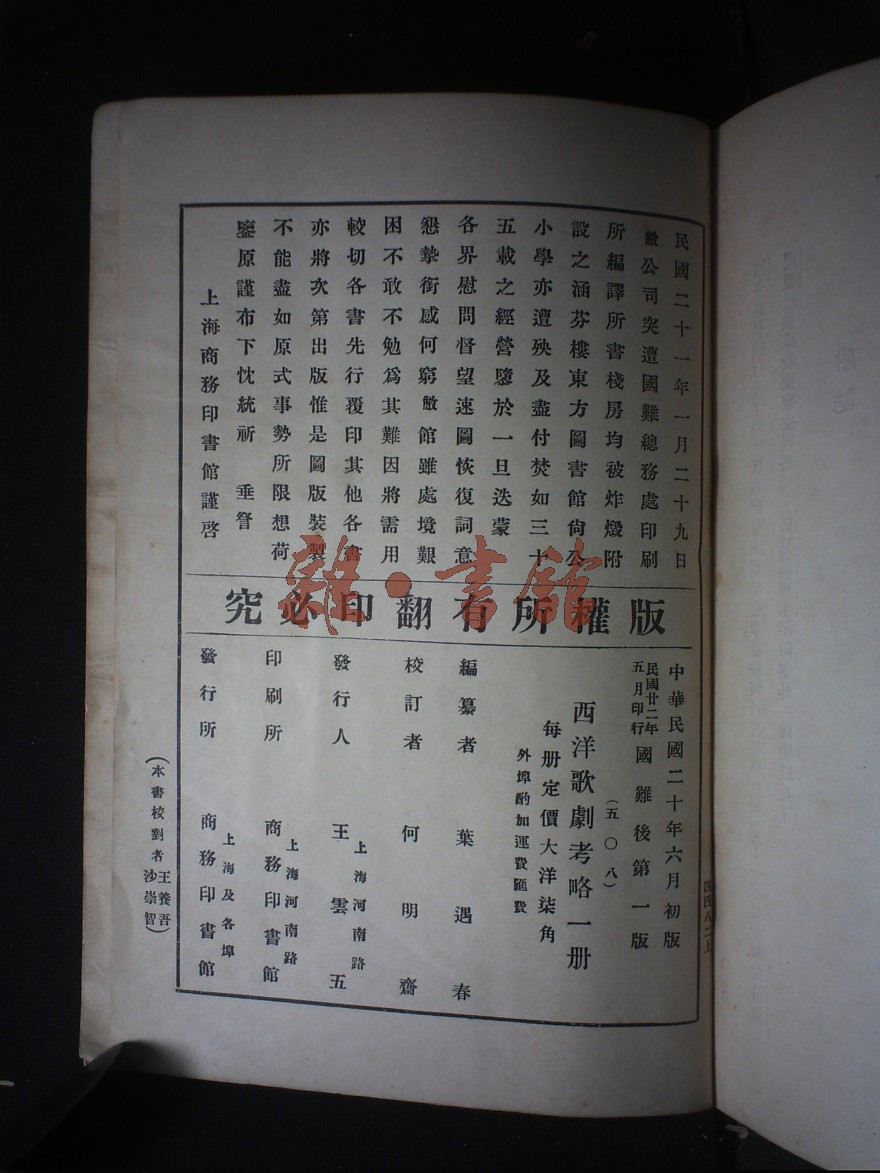 民國二十一年一月二十九日
敝公司突遭國難總務處印刷
所編譯所書棧房均被炸燬附
設之涵芬樓東方圖書館尙公
小學亦遭殃及盡付焚如三十
五載之經營隳於一旦迭蒙
各界慰問督望速圖恢復詞意
懇摯銜感何窮敝館雖處境艱
困不敢不勉爲其難因將需用
較切各書先行覆印其他各書
亦將次第出版惟是圖版裝製
不能盡如原式事勢所限想荷
鑒原謹布下忱統祈 垂詧
上海商務印書館謹啓
版權所有翻印必究
中華民國二十年六月初版
民國廿二年五月印行 國難後第一版
(五〇八)
西洋歌劇考略一册
每册定價大洋柒角
外埠酌加運費匯費
編纂者 葉遇春
校訂者 何明齋
發行人 王雲五
上海河南路
印刷所 商務印書館
上海河南路
發行所 商務印書館
上海及各埠
(本書校對者王養吾沙崇智)
四四八二上
雜·書館